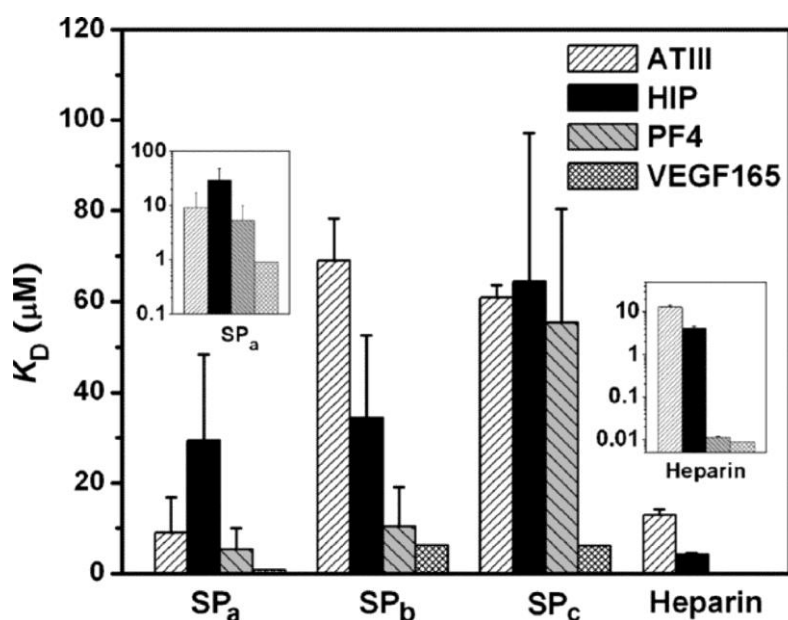 120
100
80
60
40
20
0
K_D (μM)
ATIII
HIP
PF4
VEGF165
100
10
1
0.1
SP_a
10
1
0.1
0.01
Heparin
SP_a SP_b SP_c Heparin